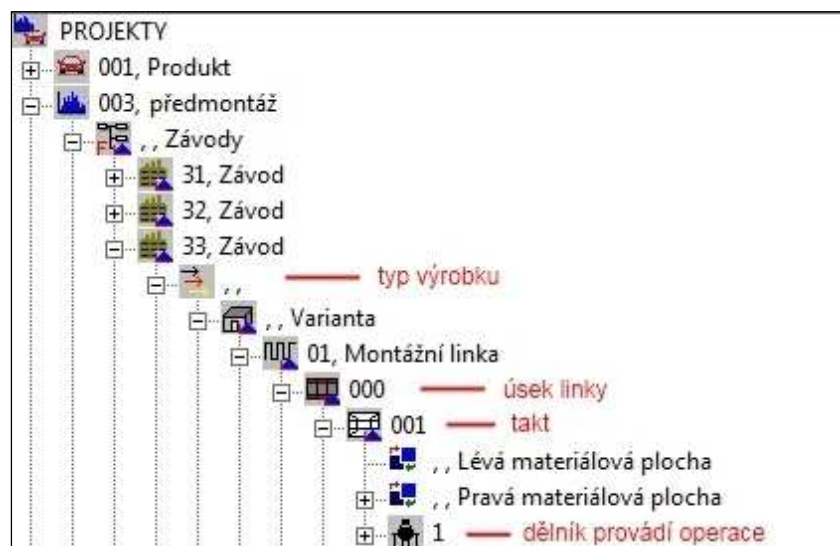 PROJEKTY
001, Produkt
003, předmontáž
, , Závody
31, Závod
32, Závod
33, Závod
, , typ výrobku
, , Varianta
01, Montážní linka
000 úsek linky
001 takt
, , Lévá materiálová plocha
, , Pravá materiálová plocha
1 dělník provádí operace